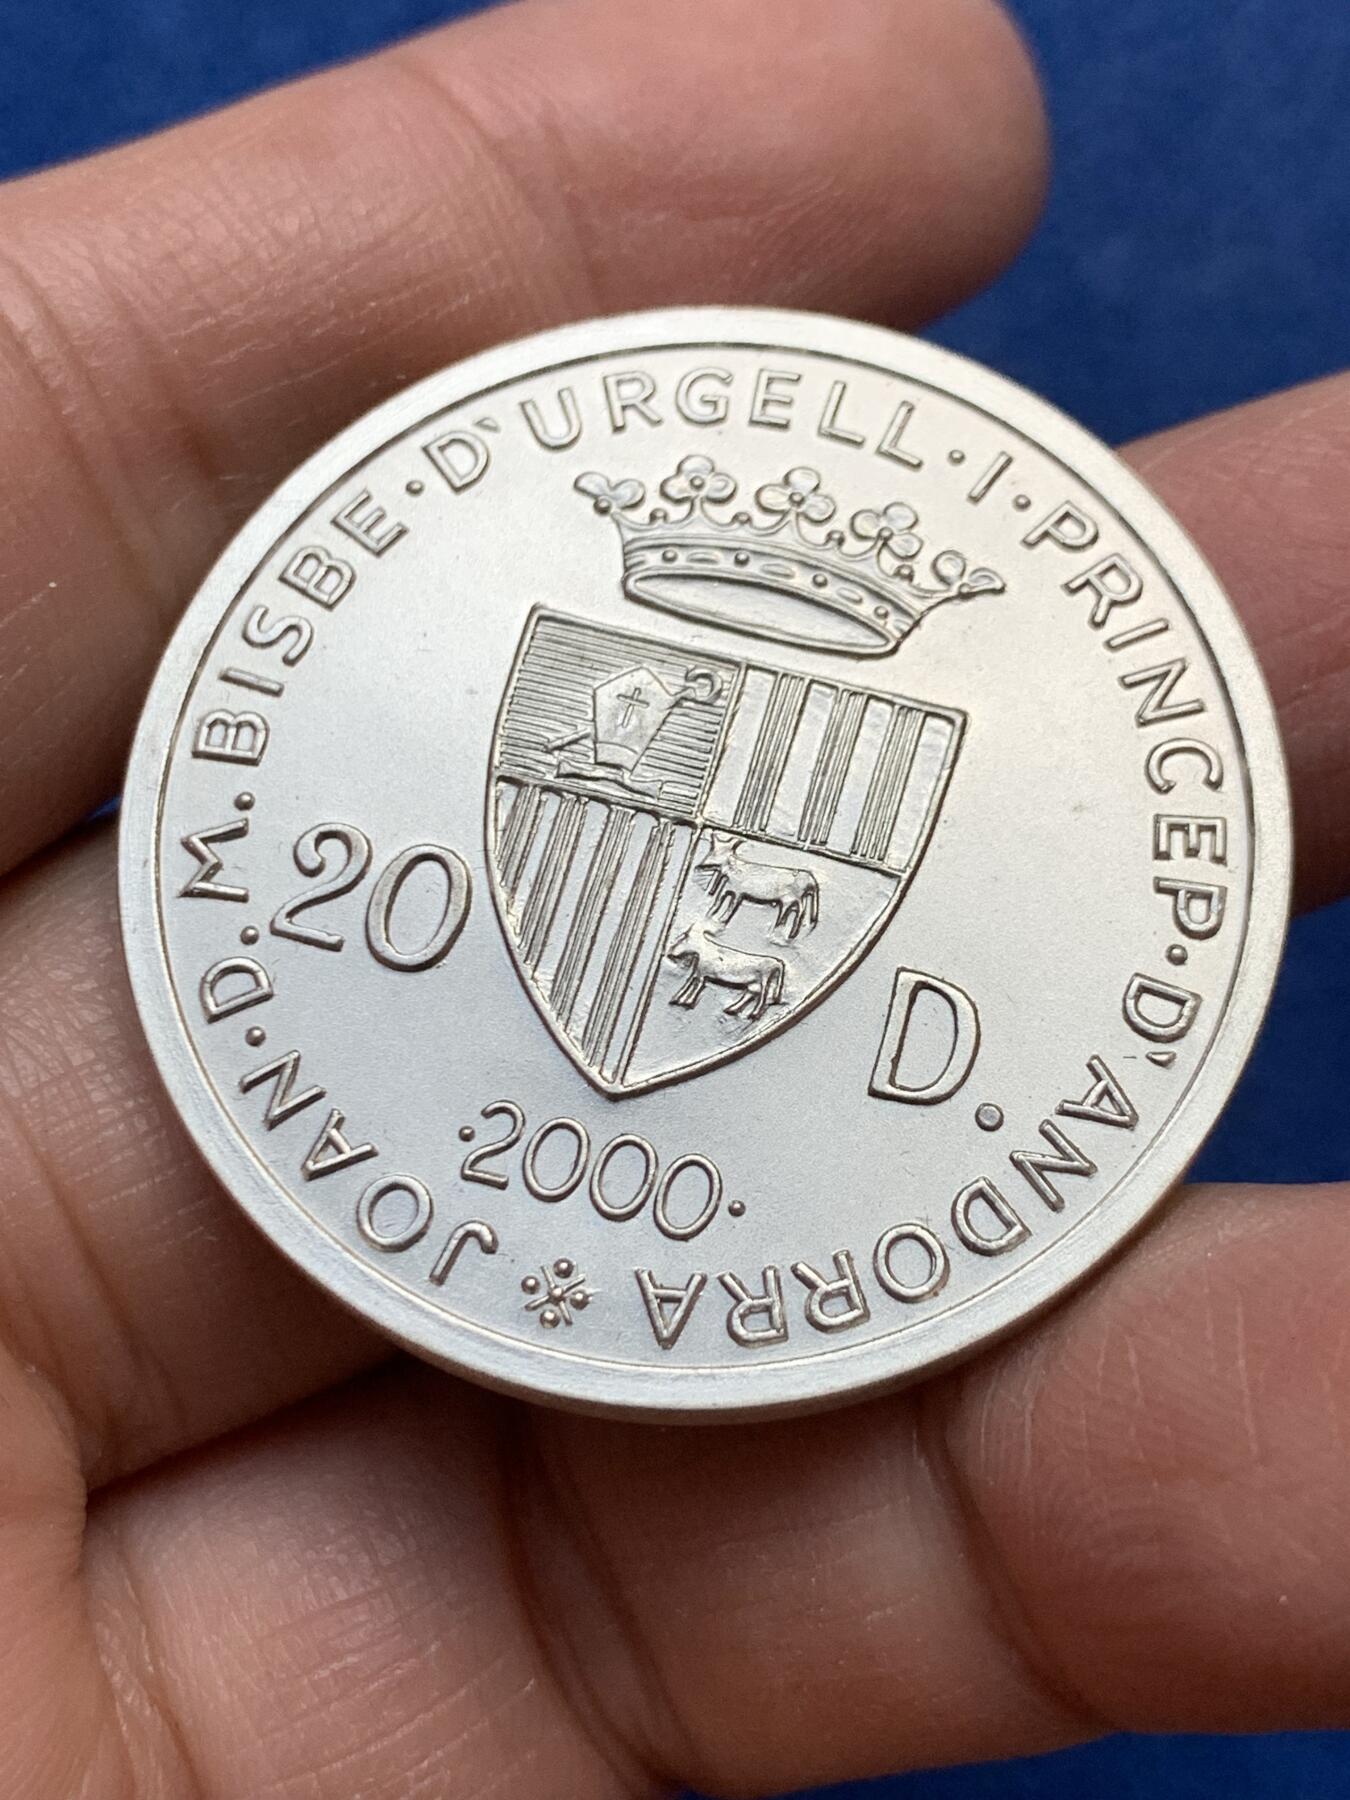 JOAN·D·D·M·BISBE·D'URGELL·I·PRINCEP·D'ANDORRA
20 D.
·2000·